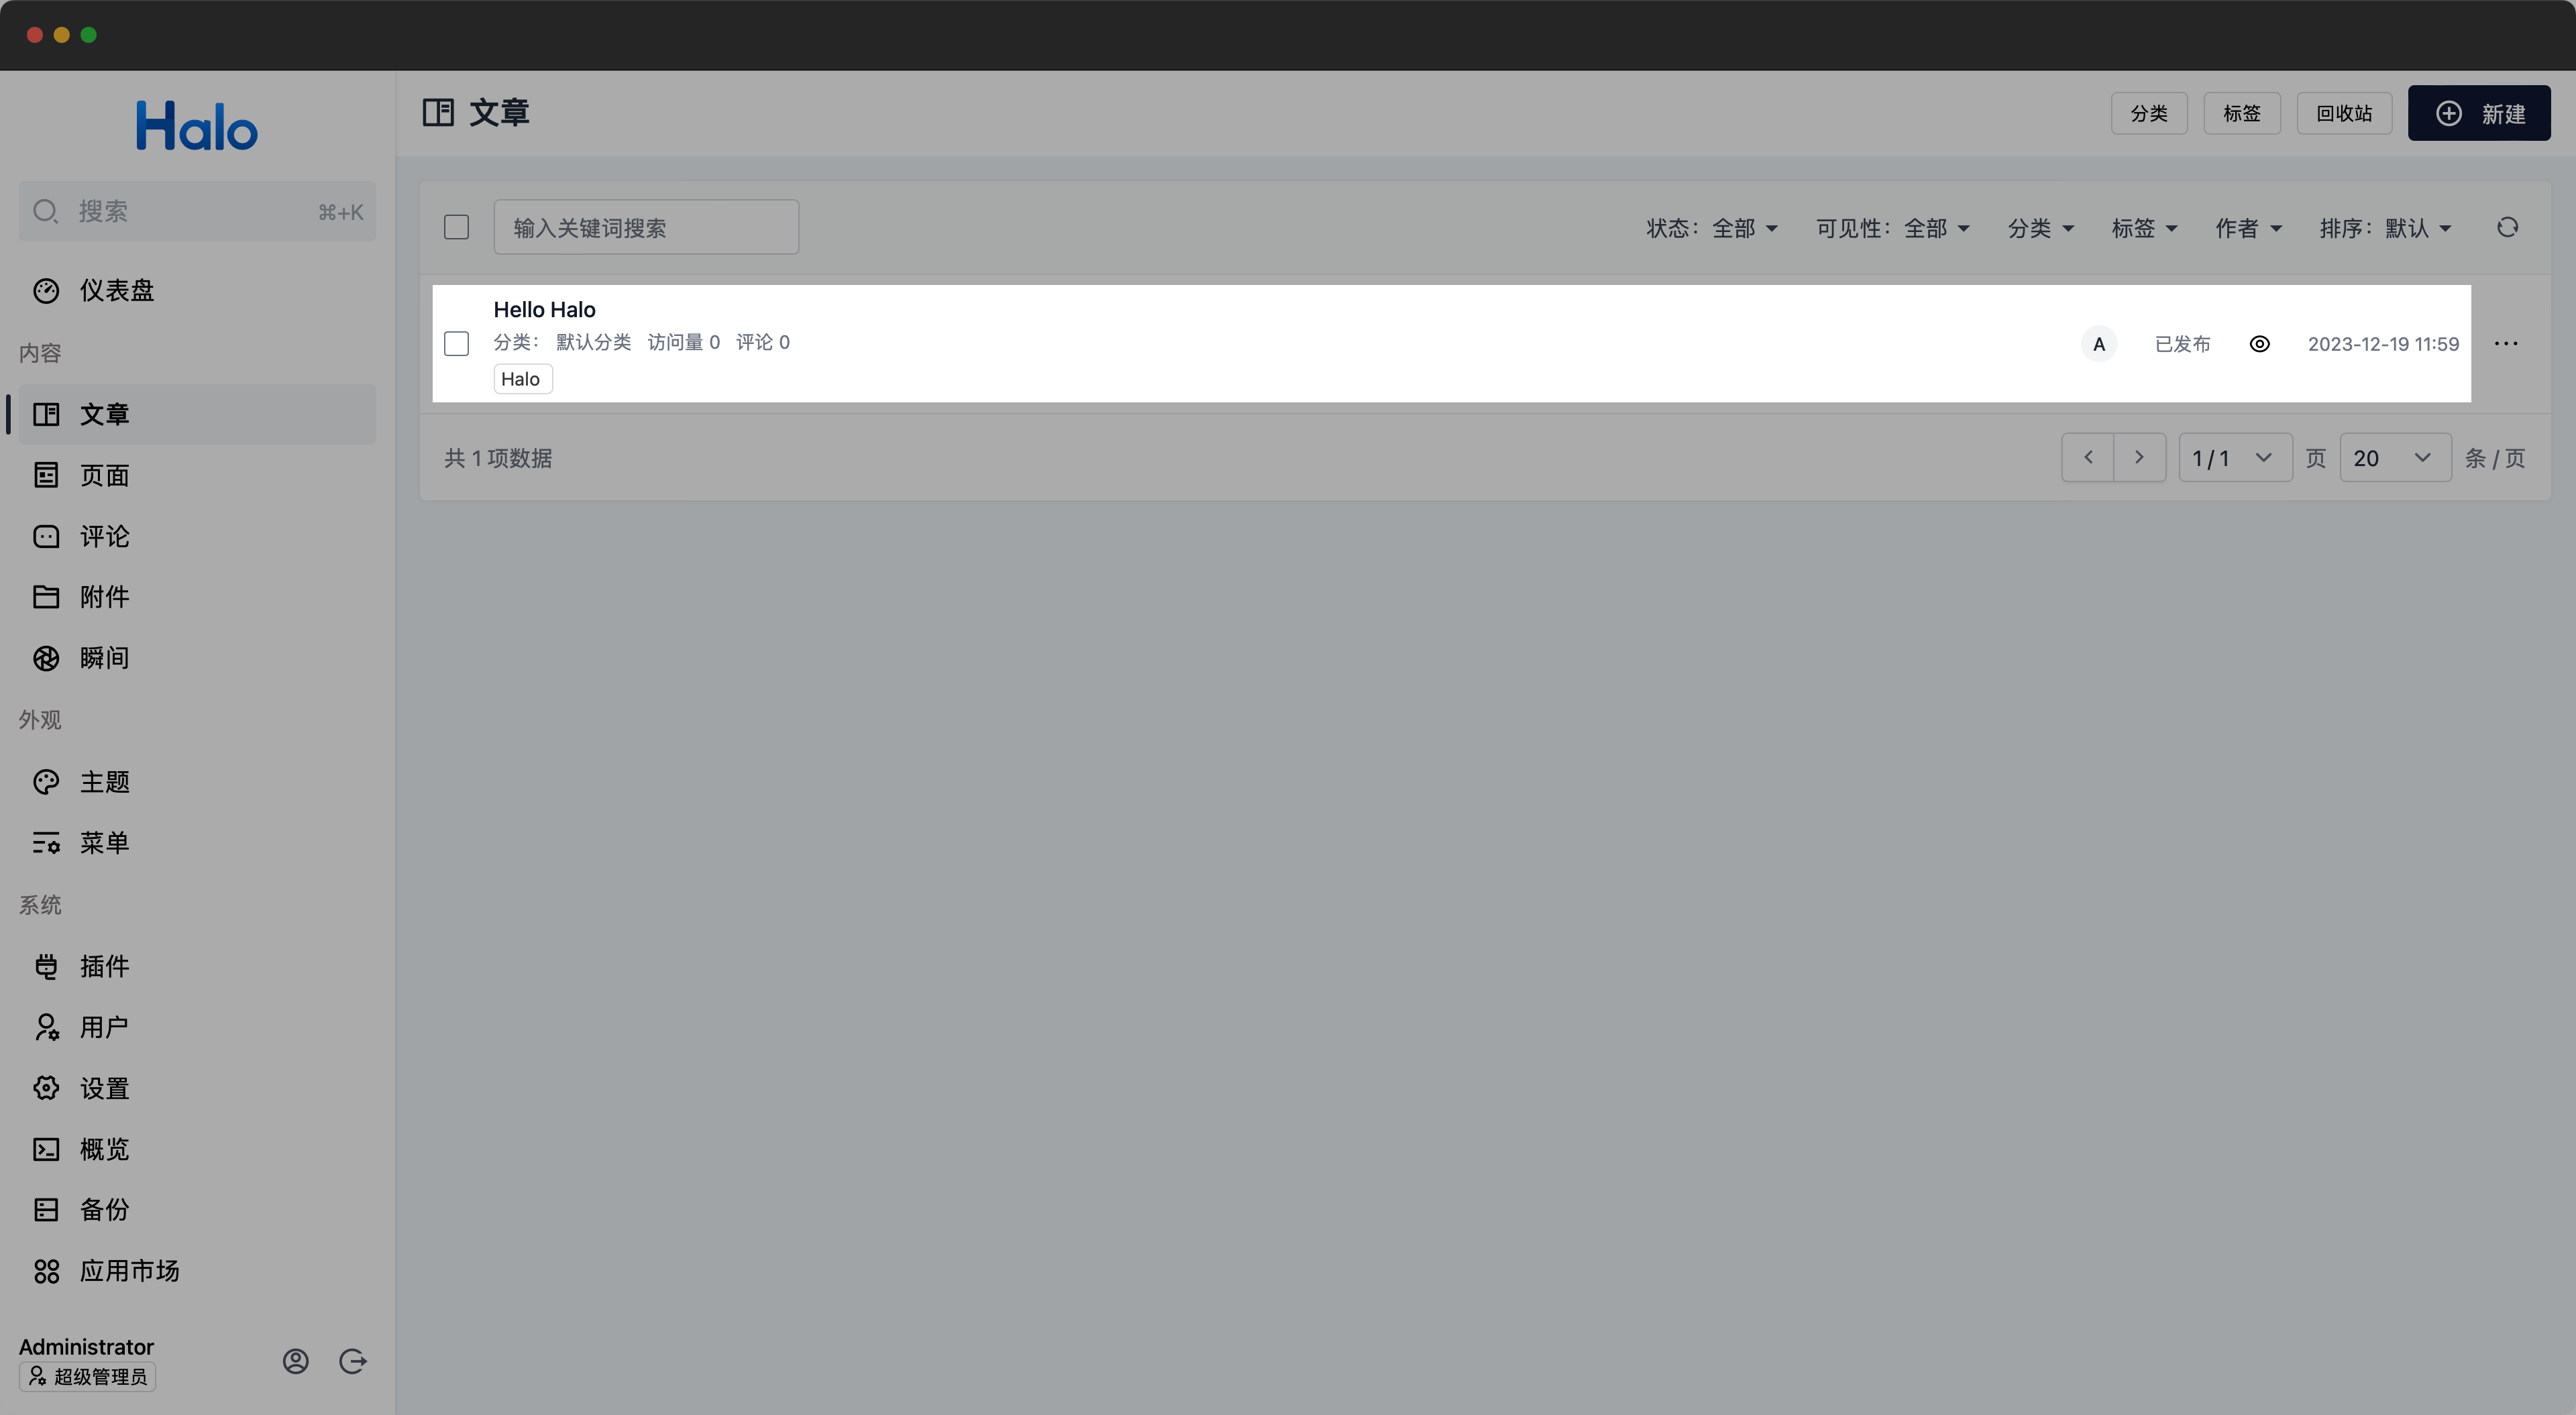 Halo
搜索 ⌘+K
仪表盘
内容
文章
页面
评论
附件
瞬间
外观
主题
菜单
系统
插件
用户
设置
概览
备份
应用市场
Administrator
超级管理员
文章 分类 标签 回收站 新建
输入关键词搜索 状态：全部 可见性：全部 分类 标签 作者 排序：默认
Hello Halo
分类： 默认分类 访问量 0 评论 0
Halo
A 已发布 2023-12-19 11:59
共 1 项数据 1 / 1 页 20 条 / 页